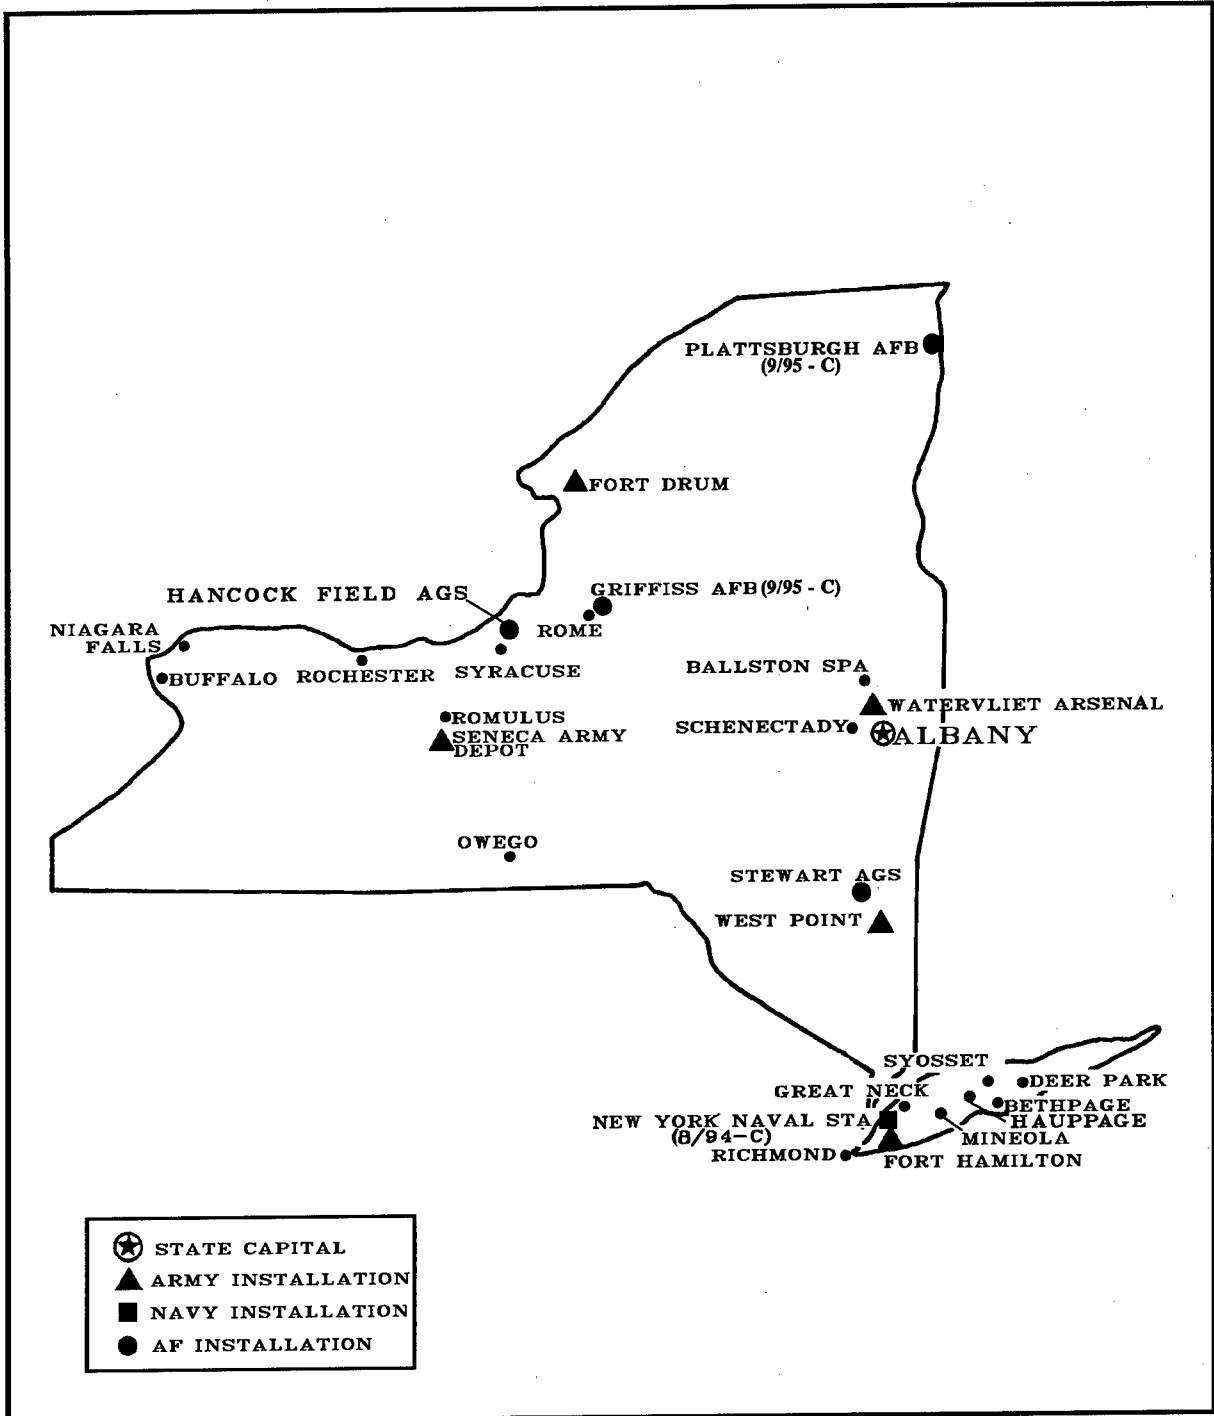 PLATTSBURGH AFB
(9/95 - C)
FORT DRUM
HANCOCK FIELD AGS
GRIFFISS AFB (9/95 - C)
NIAGARA
FALLS
ROME
BUFFALO
ROCHESTER
SYRACUSE
BALLSTON SPA
WATERVLIET ARSENAL
ROMULUS
SCHENECTADY
ALBANY
SENECA ARMY
DEPOT
OWEGO
STEWART AGS
WEST POINT
SYOSSET
DEER PARK
GREAT NECK
BETHPAGE
HAUPPAGE
NEW YORK NAVAL STA
(8/94-C)
MINEOLA
RICHMOND
FORT HAMILTON
STATE CAPITAL
ARMY INSTALLATION
NAVY INSTALLATION
AF INSTALLATION